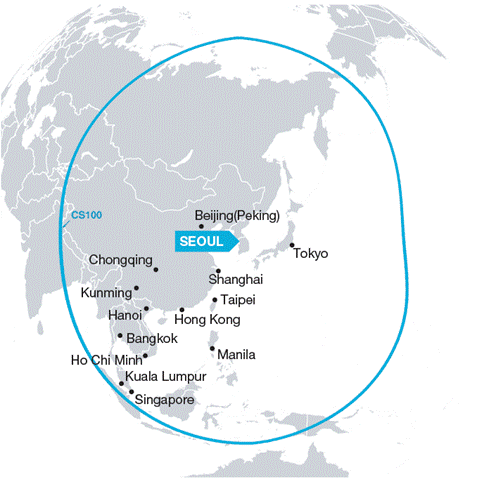 CS100
Beijing(Peking)
SEOUL
Tokyo
Chongqing
Shanghai
Kunming
Taipei
Hanoi
Hong Kong
Bangkok
Manila
Ho Chi Minh
Kuala Lumpur
Singapore